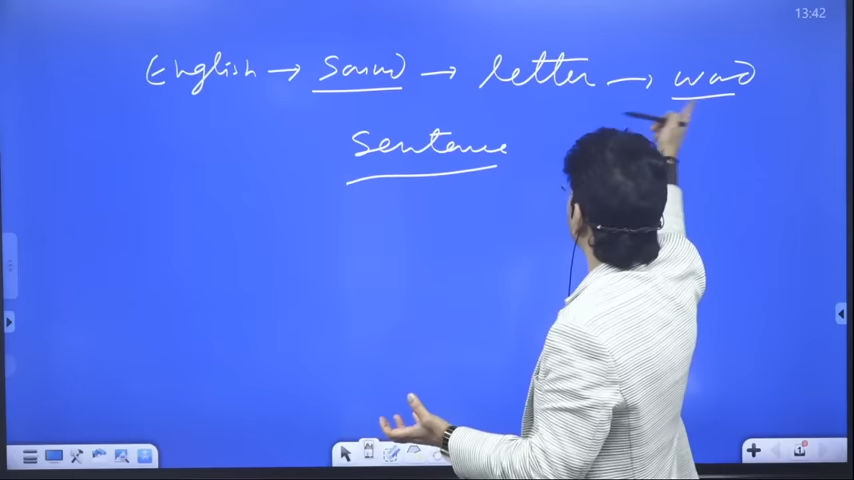 13:42
English → Sound → letter → word
Sentence